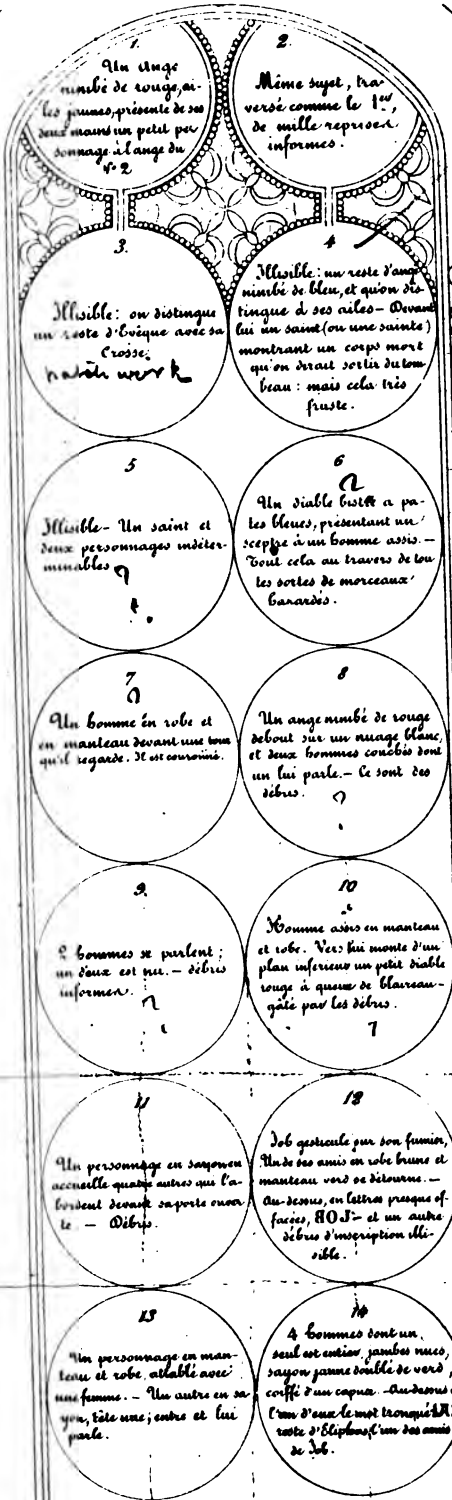 1.
Un Ange
nimbé de rouge, ai-
les jaunes, présente de ses
deux mains un petit per
sonnage à l'ange du
N° 2
2.
Même sujet, tra-
versé comme le 1er,
de mille reprises
informes.
3.
Illisible: on distingue
un reste d'Evêque avec sa
Crosse.
patch work
4
Illisible: un reste d'ange
nimbé de bleu, et qu'on dis-
tingue à ses ailes — Devant
lui un saint (ou une sainte)
montrant un corps mort
qu'on dirait sortir du tom
beau: mais cela très
fruste.
5
Illisible - Un saint et
deux personnages indéter-
minables
?
6
?
Un diable bistre a pa-
tes bleues, présentant un
sceptre à un homme assis. —
Tout cela au travers de tou
tes sortes de morceaux
hasardés.
7
?
Un homme en robe et
en manteau devant une tour
qu'il regarde. Il est couronné.
8
Un ange nimbé de rouge
debout sur un nuage blanc,
et deux hommes couchés dont
un lui parle. — Ce sont des
débris.
?
9.
2 hommes se parlent;
un d'eux est nu. — débris
informes.
?
10
Homme assis en manteau
et robe. Vers lui monte d'un
plan inferieur un petit diable
rouge à queue de blaireau -
gâté par les débris.
?
11
Un personnage en sayon en
accueille quatre autres qui l'a-
bordent devant sa porte ouver
te. — Débris.
12
Job gesticule sur son fumier,
Un de ses amis en robe brune et
manteau verd se détourne. —
Au-dessus, en lettres presque ef-
facées, BOJ - et un autre
débris d'inscription illi-
sible.
13
Un personnage en man-
teau et robe, attablé avec
une femme. — Un autre en sa
yon, tête nue; entre et lui
parle.
14
4 hommes dont un
seul est entier, jambes nues,
sayon jaune doublé de verd,
coiffé d'un capuz. — Au-dessus
l'un d'eux le mot tronqué
reste d'Eliphas, l'un des amis
de Job.